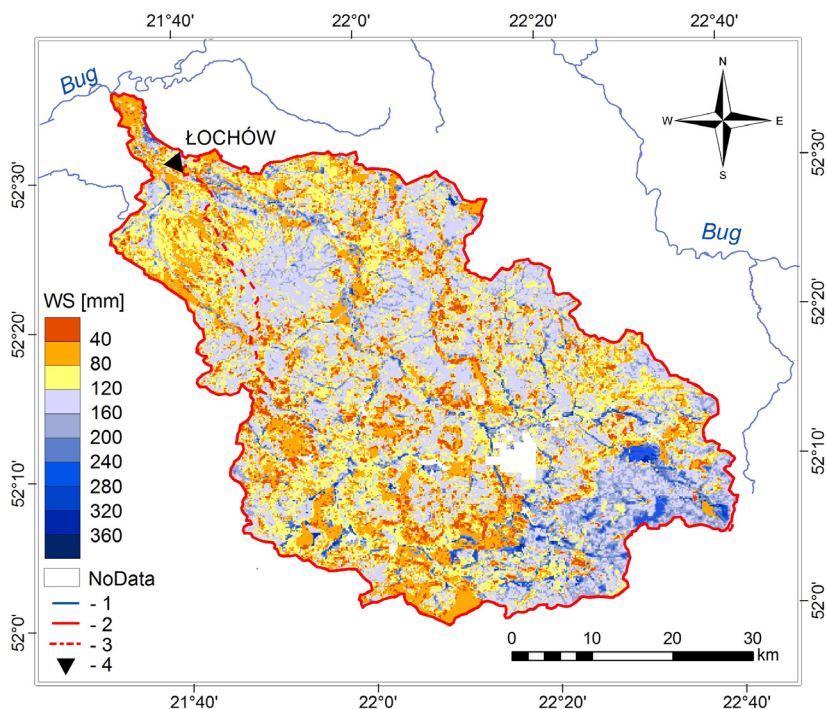 21°40' 22°0' 22°20' 22°40'
Bug
N
W E
S
ŁOCHÓW
52°30' 52°30'
Bug
WS [mm]
52°20' 52°20'
40
80
120
160
200
240
280
320
360
52°10' 52°10'
NoData
- 1
- 2
- 3
- 4
52°0' 52°0'
0 10 20 30
km
21°40' 22°0' 22°20' 22°40'